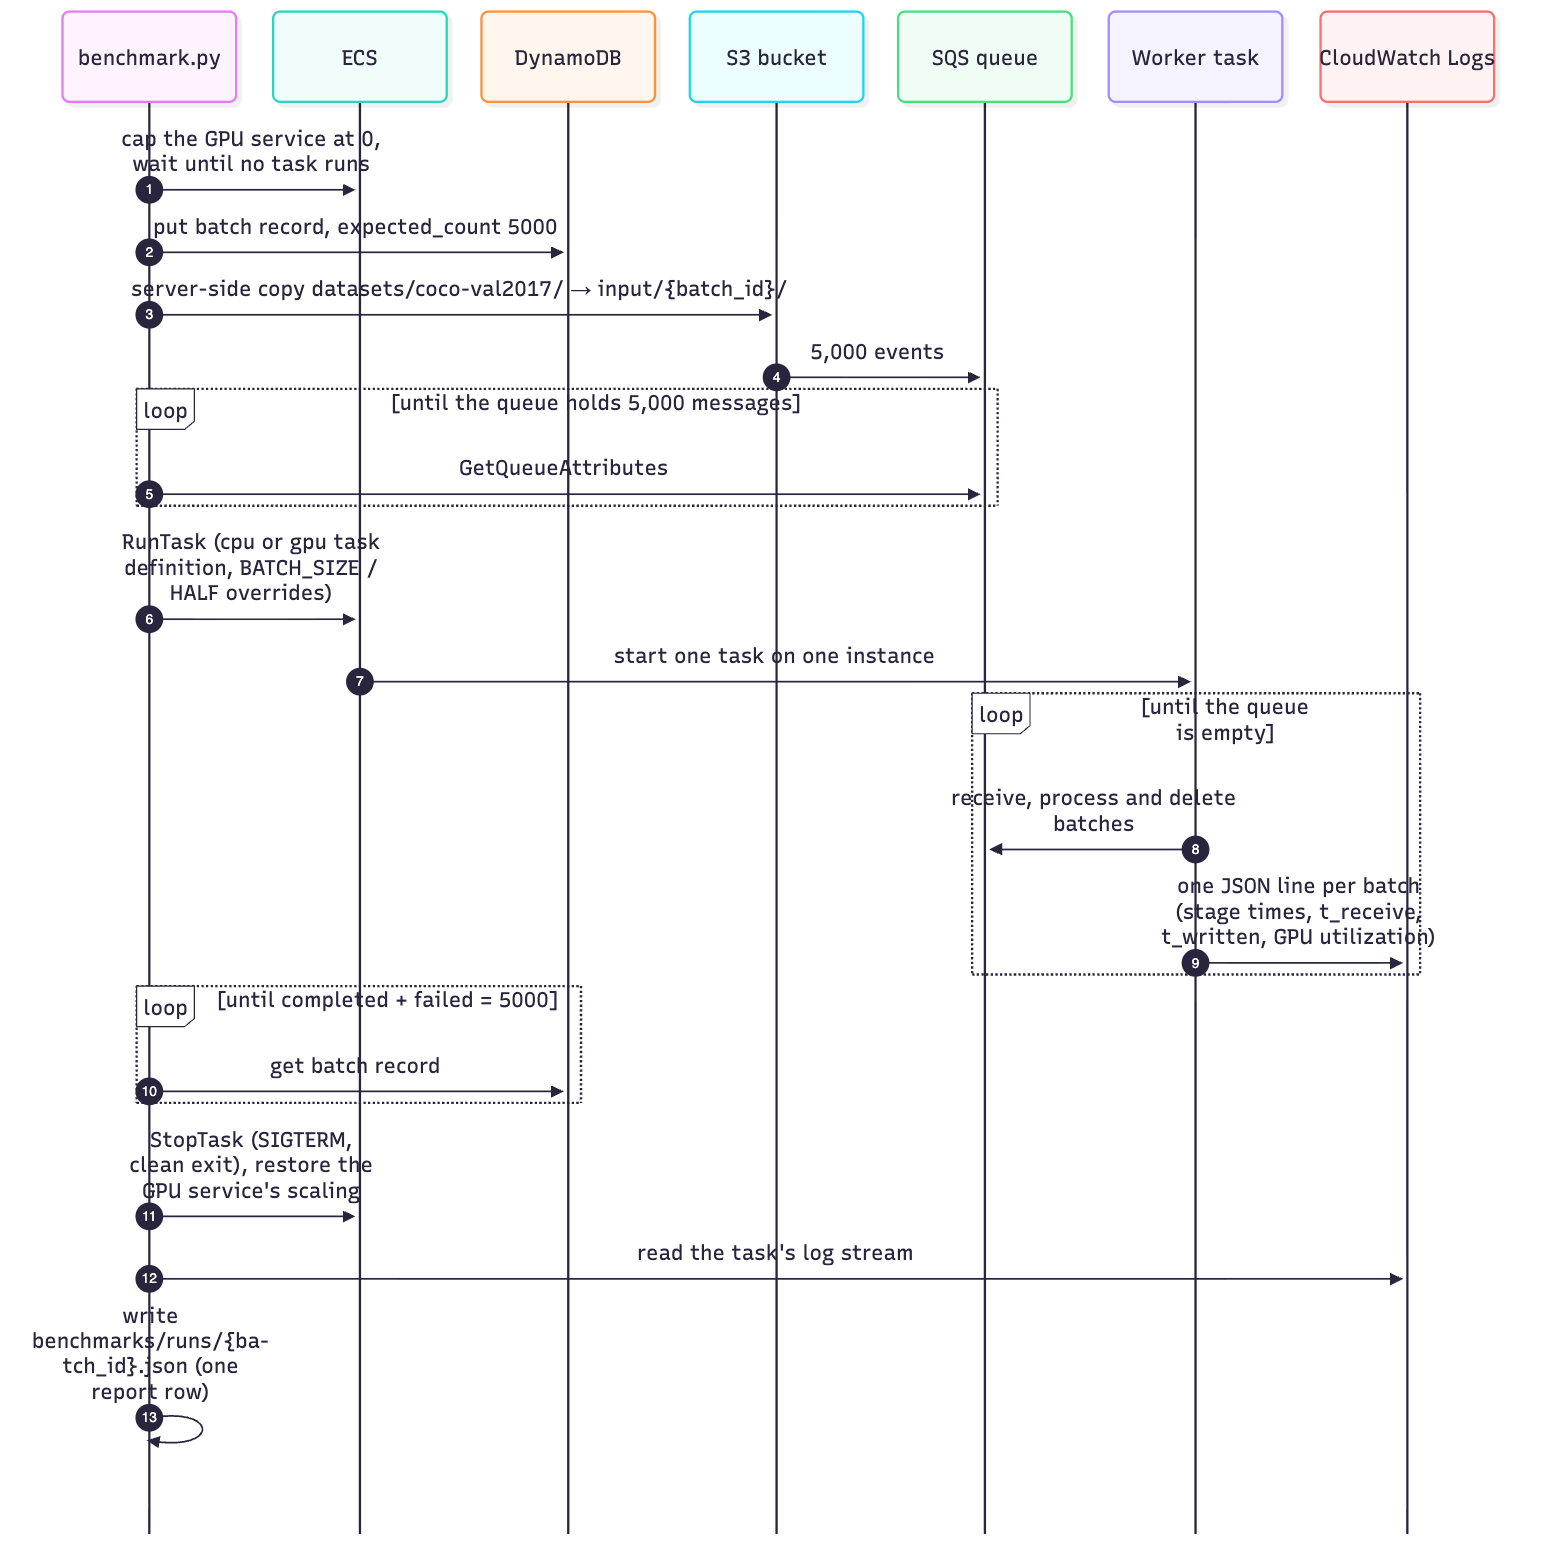 benchmark.py
ECS
DynamoDB
S3 bucket
SQS queue
Worker task
CloudWatch Logs
cap the GPU service at 0,
wait until no task runs
1
put batch record, expected_count 5000
2
server-side copy datasets/coco-val2017/ → input/{batch_id}/
3
5,000 events
4
loop
[until the queue holds 5,000 messages]
GetQueueAttributes
5
RunTask (cpu or gpu task
definition, BATCH_SIZE /
HALF overrides)
6
start one task on one instance
7
loop
[until the queue
is empty]
receive, process and delete
batches
8
one JSON line per batch
(stage times, t_receive,
t_written, GPU utilization)
9
loop
[until completed + failed = 5000]
get batch record
10
StopTask (SIGTERM,
clean exit), restore the
GPU service's scaling
11
read the task's log stream
12
write
benchmarks/runs/{ba-
tch_id}.json (one
report row)
13